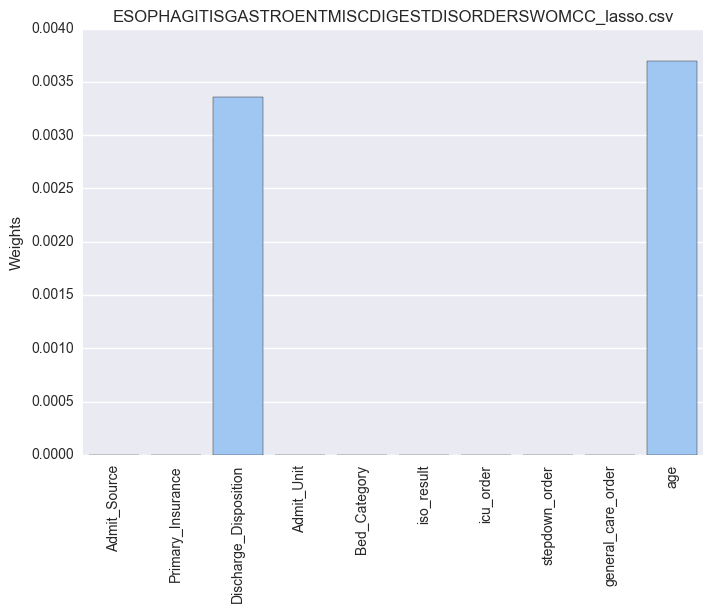 ESOPHAGITISGASTROENTMISCDIGESTDISORDERSWOMCC_lasso.csv
0.0040
0.0035
0.0030
0.0025
0.0020
0.0015
0.0010
0.0005
0.0000
Weights
Admit_Source
Primary_Insurance
Discharge_Disposition
Admit_Unit
Bed_Category
iso_result
icu_order
stepdown_order
general_care_order
age